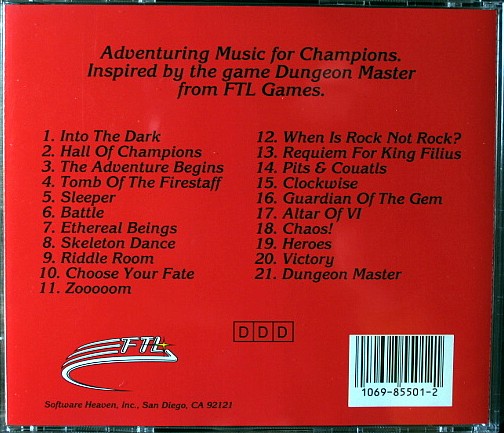 Adventuring Music for Champions.
Inspired by the game Dungeon Master
from FTL Games.
1. Into The Dark
2. Hall Of Champions
3. The Adventure Begins
4. Tomb Of The Firestaff
5. Sleeper
6. Battle
7. Ethereal Beings
8. Skeleton Dance
9. Riddle Room
10. Choose Your Fate
11. Zooooom
12. When Is Rock Not Rock?
13. Requiem For King Filius
14. Pits & Couatls
15. Clockwise
16. Guardian Of The Gem
17. Altar Of VI
18. Chaos!
19. Heroes
20. Victory
21. Dungeon Master
FTL
DDD
1069-85501-2
Software Heaven, Inc., San Diego, CA 92121